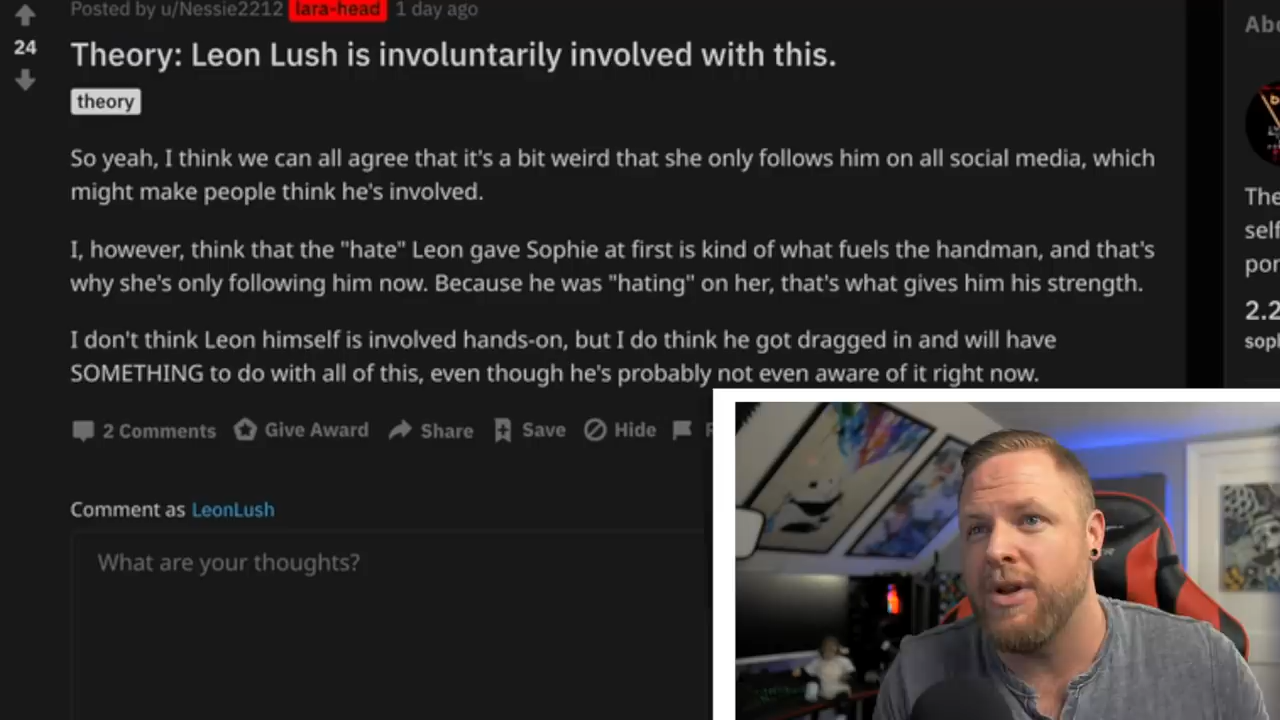 Posted by u/Nessie2212 lara-head 1 day ago
24
Theory: Leon Lush is involuntarily involved with this.
theory
So yeah, I think we can all agree that it's a bit weird that she only follows him on all social media, which
might make people think he's involved.
I, however, think that the "hate" Leon gave Sophie at first is kind of what fuels the handman, and that's
why she's only following him now. Because he was "hating" on her, that's what gives him his strength.
I don't think Leon himself is involved hands-on, but I do think he got dragged in and will have
SOMETHING to do with all of this, even though he's probably not even aware of it right now.
2 Comments Give Award Share Save Hide
Comment as LeonLush
What are your thoughts?
The
self